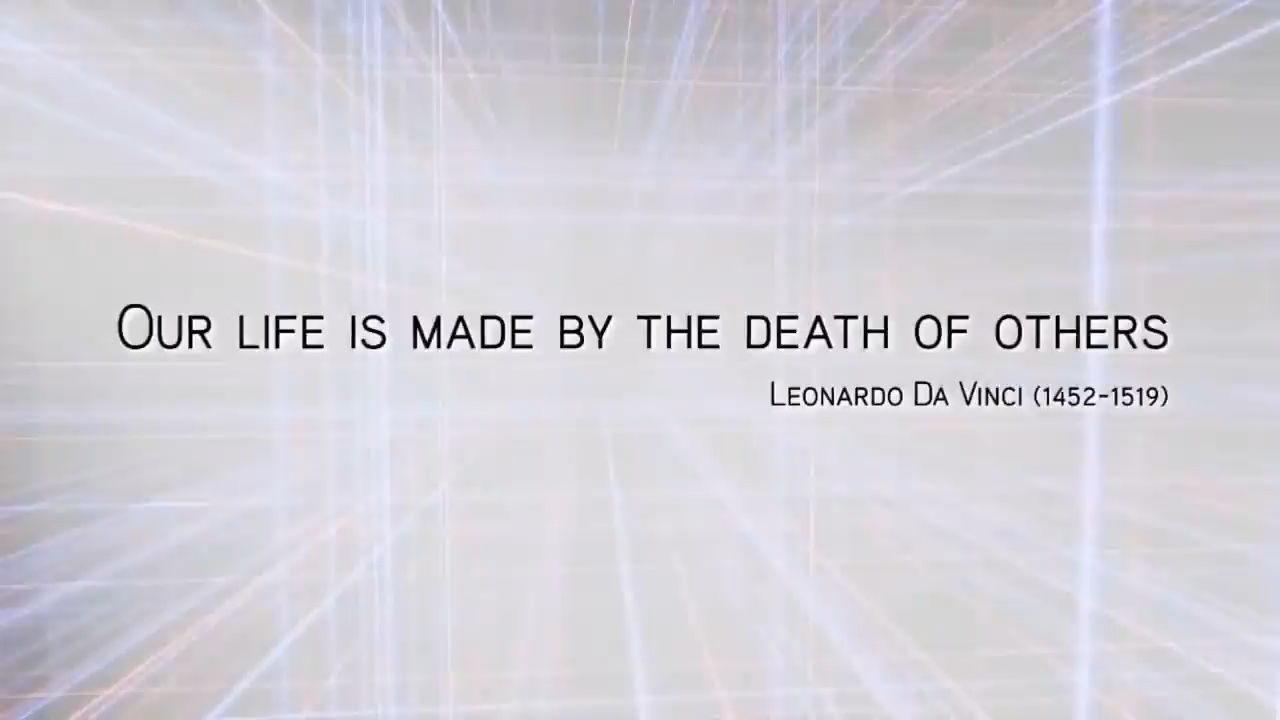 Our life is made by the death of others
Leonardo Da Vinci (1452-1519)